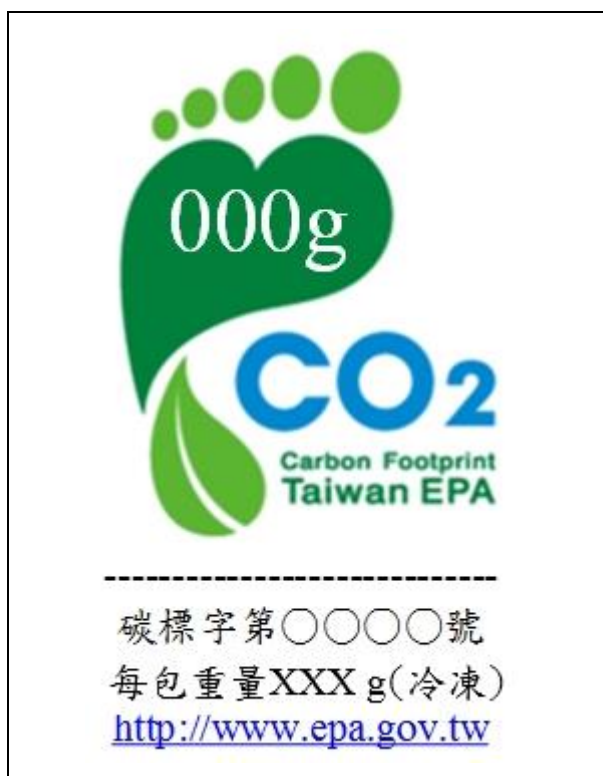 000g
CO2
Carbon Footprint
Taiwan EPA
-----------------------------
碳標字第○○○○號
每包重量XXX g(冷凍)
http://www.epa.gov.tw